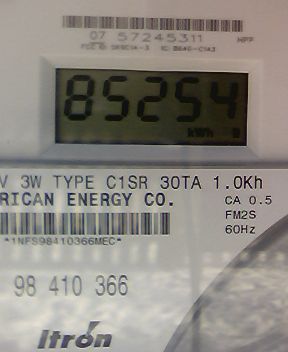 07 57245311
85254
kWh
V 3W TYPE C1SR 30TA 1.0Kh
RICAN ENERGY CO.
CA 0.5
FM2S
60Hz
*1NFS98410366MEC*
98 410 366
Itron